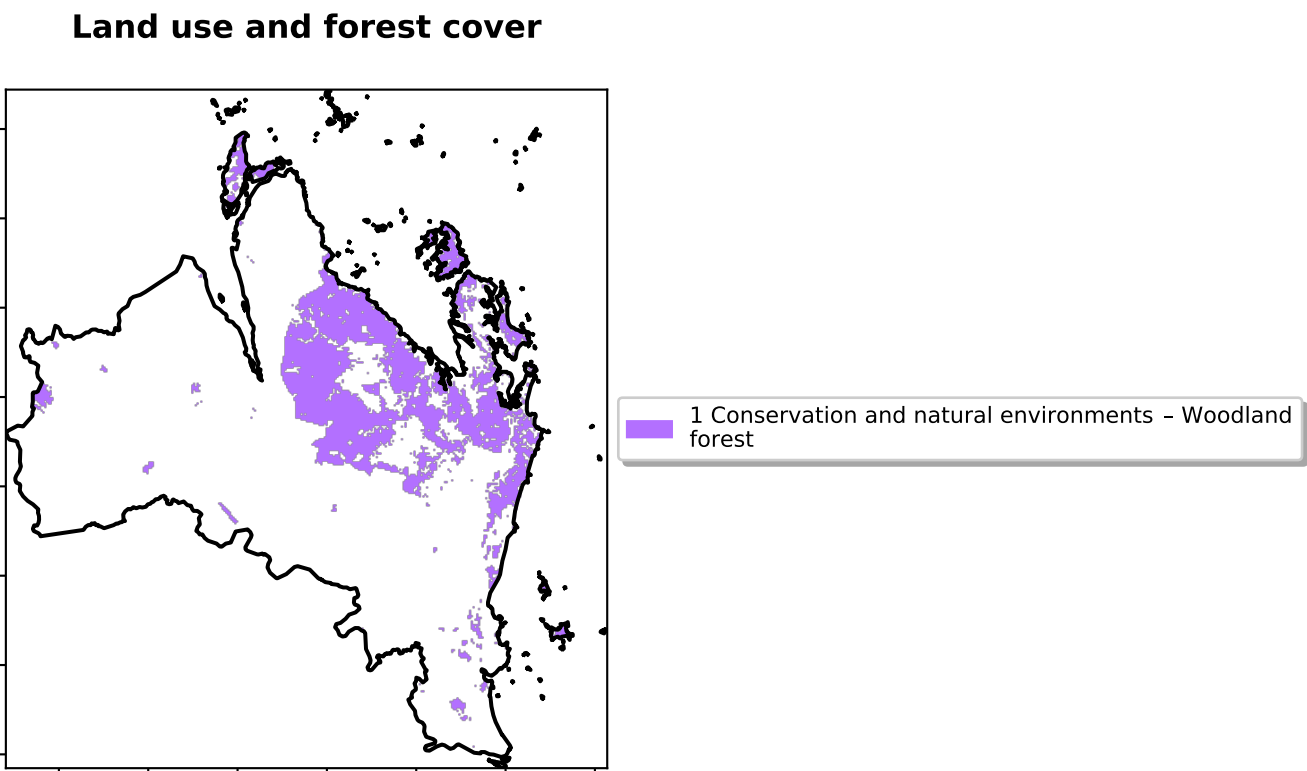 Land use and forest cover
1 Conservation and natural environments – Woodland
forest